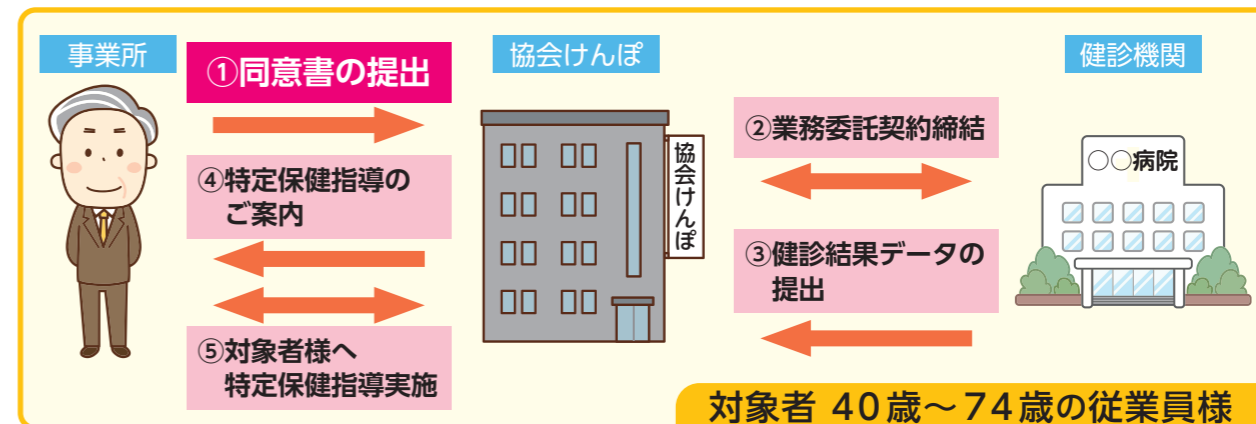 事業所
①同意書の提出
④特定保健指導の
ご案内
⑤対象者様へ
特定保健指導実施
協会けんぽ
協会けんぽ
②業務委託契約締結
③健診結果データの
提出
健診機関
○○病院
対象者 40歳～74歳の従業員様